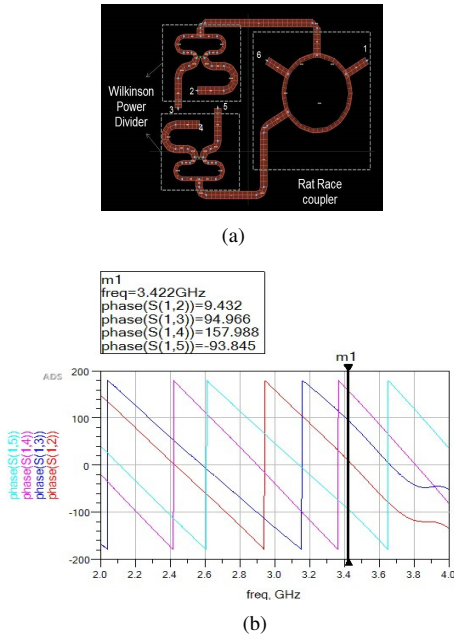 6
1
Wilkinson
Power
Divider
2
3
5
4
Rat Race
coupler
(a)
m1
freq=3.422GHz
phase(S(1,2))=9.432
phase(S(1,3))=94.966
phase(S(1,4))=157.988
phase(S(1,5))=-93.845
m1
ADS
200
100
0
-100
-200
phase(S(1,5))
phase(S(1,4))
phase(S(1,3))
phase(S(1,2))
2.0
2.2
2.4
2.6
2.8
3.0
3.2
3.4
3.6
3.8
4.0
freq, GHz
(b)